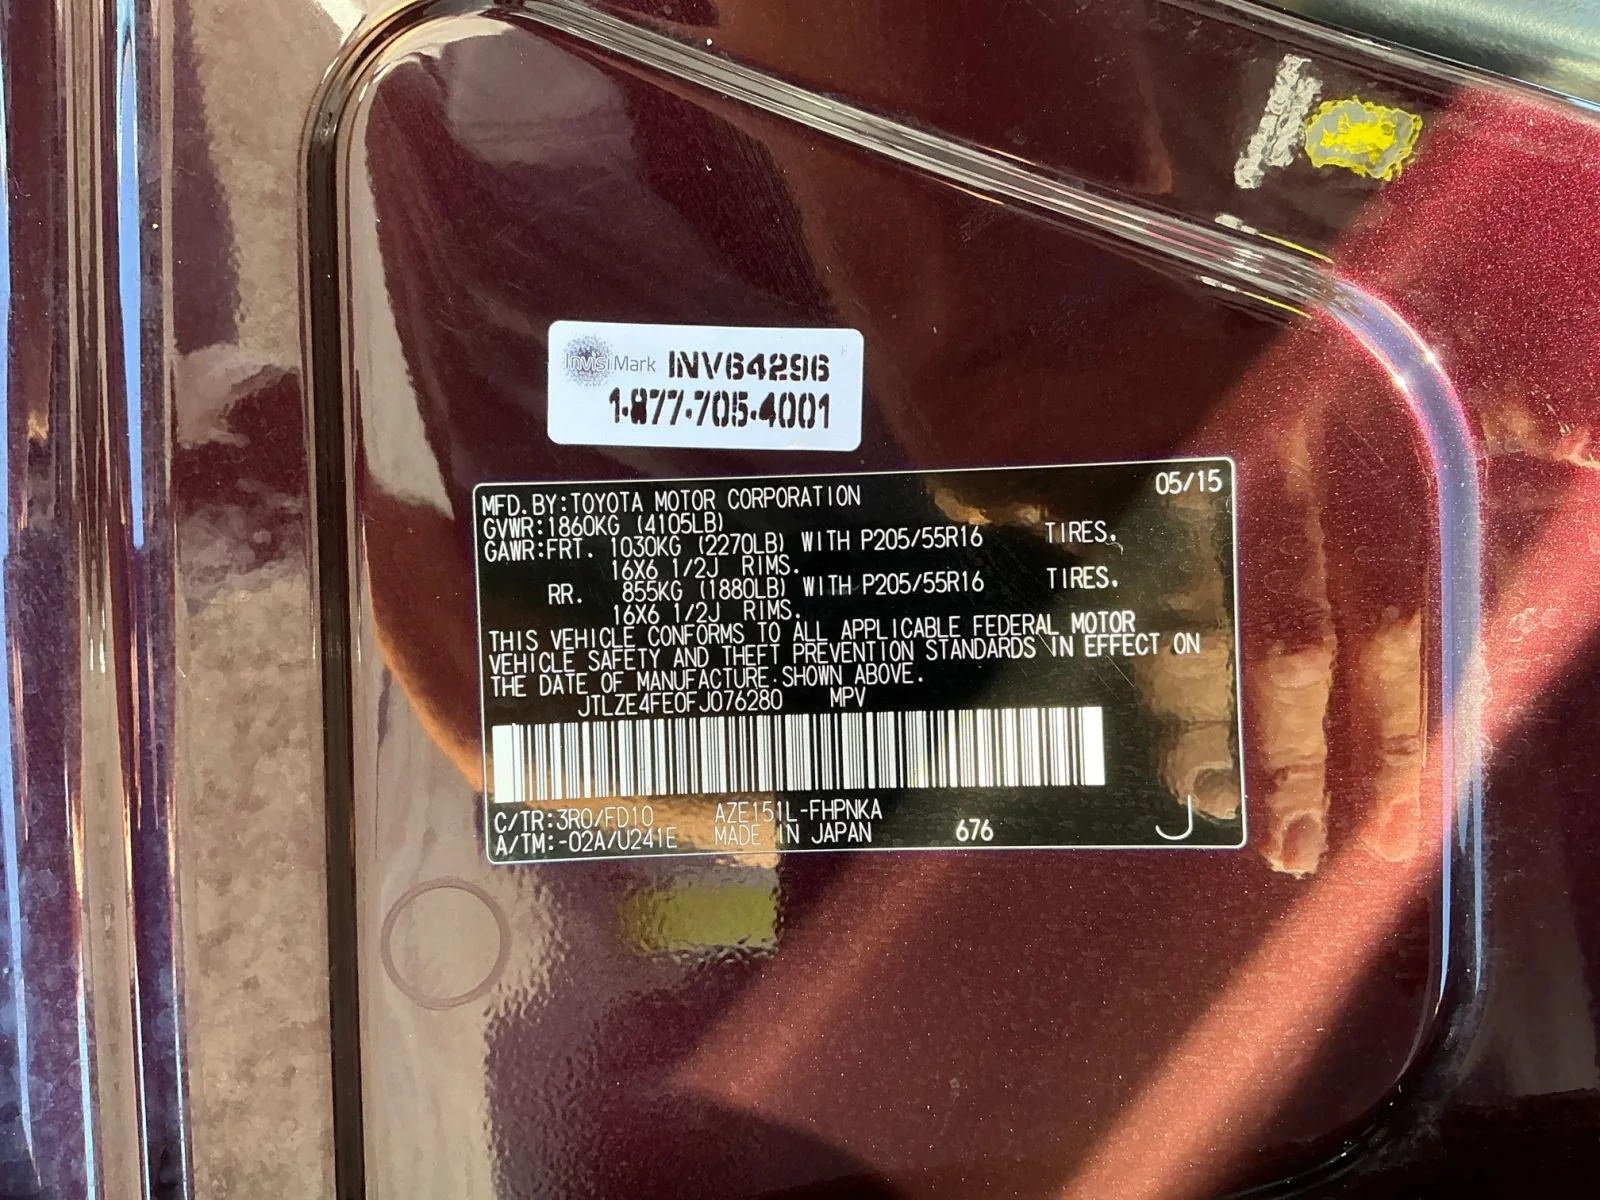 InvisiMark INV64296
1-877-705-4001
MFD. BY:TOYOTA MOTOR CORPORATION 05/15
GVWR:1860KG (4105LB)
GAWR:FRT. 1030KG (2270LB) WITH P205/55R16 TIRES,
16X6 1/2J RIMS.
RR. 855KG (1880LB) WITH P205/55R16 TIRES.
16X6 1/2J RIMS.
THIS VEHICLE CONFORMS TO ALL APPLICABLE FEDERAL MOTOR
VEHICLE SAFETY AND THEFT PREVENTION STANDARDS IN EFFECT ON
THE DATE OF MANUFACTURE SHOWN ABOVE.
JTLZE4FE0FJ076280 MPV
C/TR:3R0/FD10 AZE151L-FHPNKA
A/TM:-02A/U241E MADE IN JAPAN 676 J